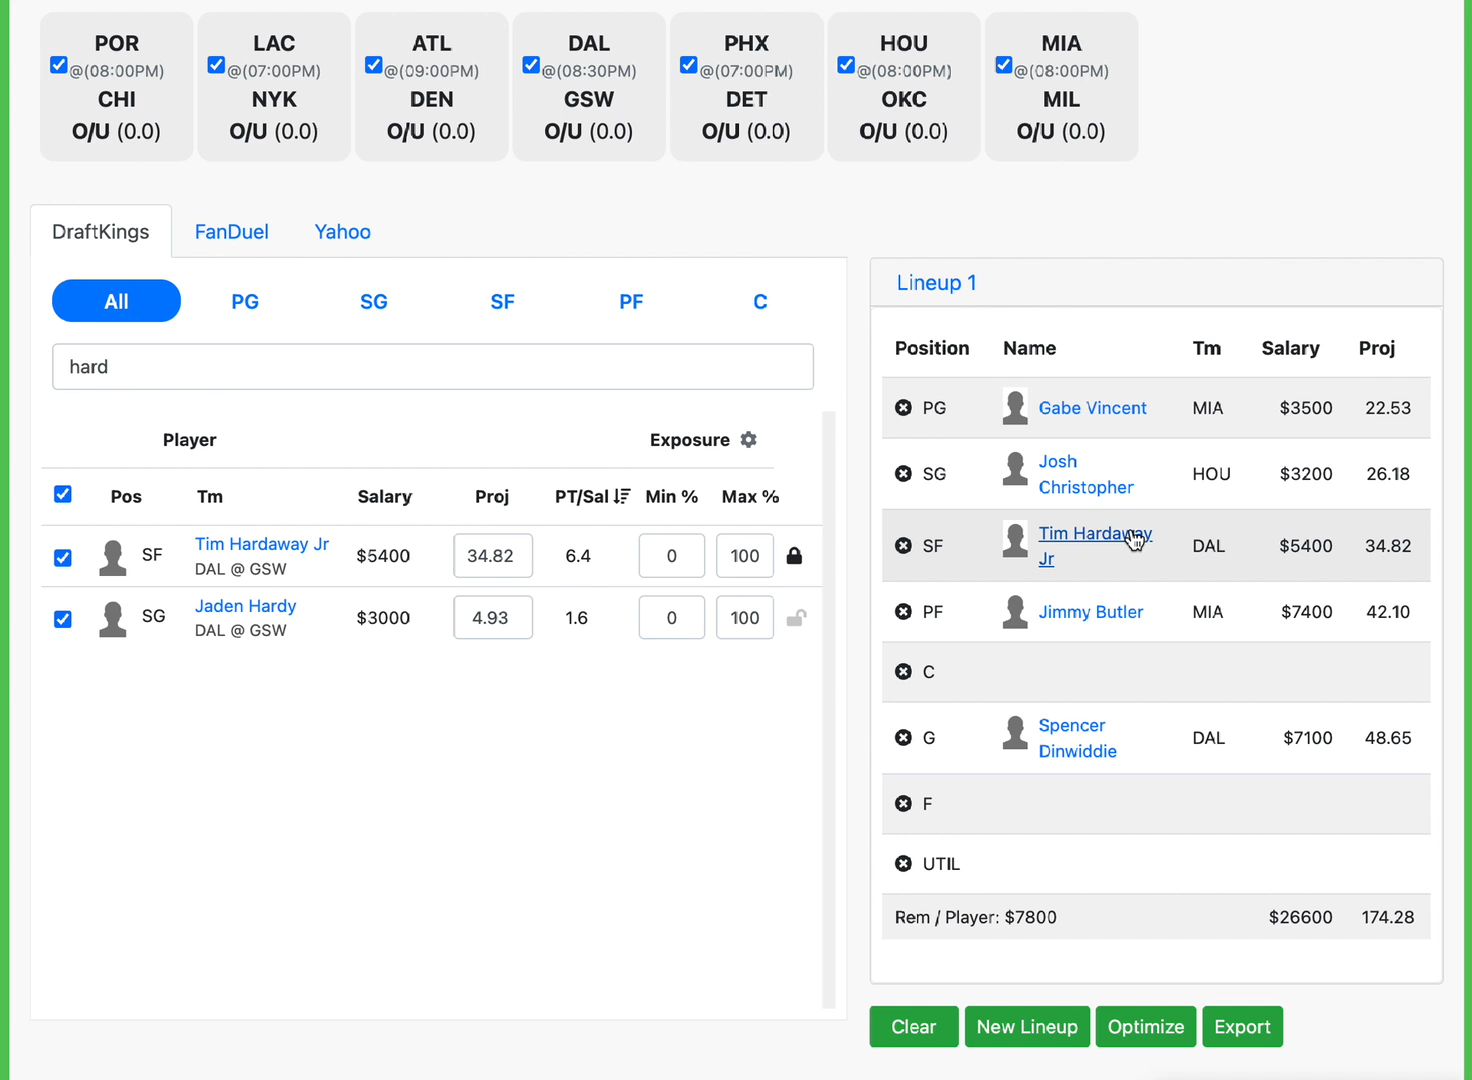 POR LAC ATL DAL PHX HOU MIA
@(08:00PM) @(07:00PM) @(09:00PM) @(08:30PM) @(07:00PM) @(08:00PM) @(08:00PM)
CHI NYK DEN GSW DET OKC MIL
O/U (0.0) O/U (0.0) O/U (0.0) O/U (0.0) O/U (0.0) O/U (0.0) O/U (0.0)
DraftKings FanDuel Yahoo
All PG SG SF PF C
hard
Player Exposure
Pos Tm Salary Proj PT/Sal Min % Max %
SF Tim Hardaway Jr $5400 34.82 6.4 0 100
DAL @ GSW
SG Jaden Hardy $3000 4.93 1.6 0 100
DAL @ GSW
Lineup 1
Position Name Tm Salary Proj
PG Gabe Vincent MIA $3500 22.53
SG Josh Christopher HOU $3200 26.18
SF Tim Hardaway Jr DAL $5400 34.82
PF Jimmy Butler MIA $7400 42.10
C
G Spencer Dinwiddie DAL $7100 48.65
F
UTIL
Rem / Player: $7800 $26600 174.28
Clear New Lineup Optimize Export